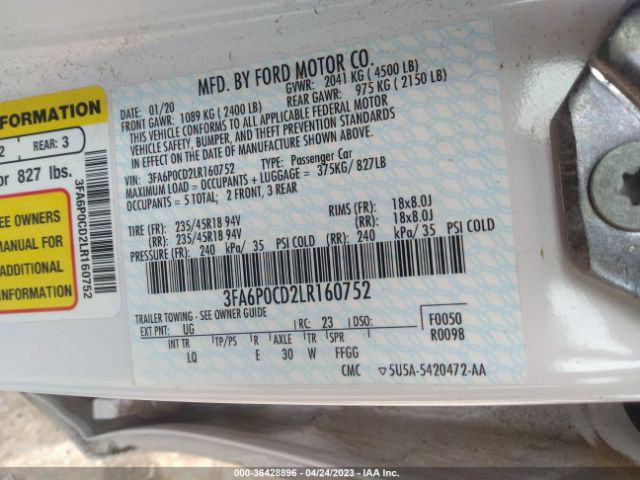 MFD. BY FORD MOTOR CO.
DATE: 01/20
GVWR: 2041 KG (4500 LB)
FRONT GAWR: 1089 KG (2400 LB)
REAR GAWR: 975 KG (2150 LB)
THIS VEHICLE CONFORMS TO ALL APPLICABLE FEDERAL MOTOR
VEHICLE SAFETY, BUMPER, AND THEFT PREVENTION STANDARDS
IN EFFECT ON THE DATE OF MANUFACTURE SHOWN ABOVE.
VIN: 3FA6P0CD2LR160752 TYPE: Passenger Car
MAXIMUM LOAD = OCCUPANTS + LUGGAGE = 375KG/ 827LB
OCCUPANTS = 5 TOTAL; 2 FRONT, 3 REAR
TIRE (FR): 235/45R18 94V RIMS (FR): 18x8.0J
(RR): 235/45R18 94V (RR): 18x8.0J
PRESSURE (FR): 240 kPa/ 35 PSI COLD (RR): 240 kPa/ 35 PSI COLD
3FA6P0CD2LR160752
TRAILER TOWING - SEE OWNER GUIDE
EXT PNT: UG RC: 23 DSO: F0050
INT TR TP/PS R AXLE TR SPR R0098
LQ E 30 W FFGG
CMC ▽5U5A-5420472-AA
FORMATION
2 REAR: 3
or 827 lbs.
3FA6P0CD2LR160752
EE OWNERS
MANUAL FOR
ADDITIONAL
FORMATION
000-36428896 - 04/24/2023 - IAA Inc.